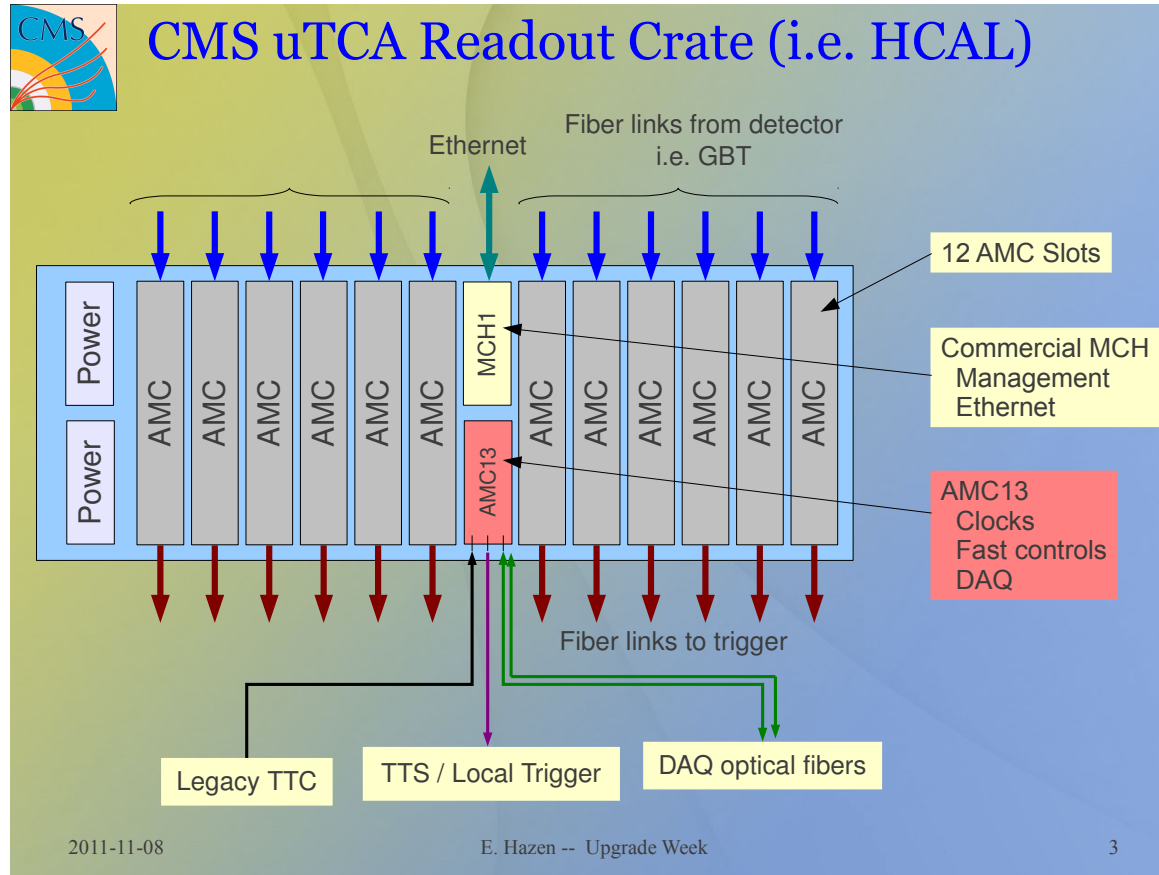 CMS
CMS uTCA Readout Crate (i.e. HCAL)
Fiber links from detector
i.e. GBT
Ethernet
12 AMC Slots
Power
Power
AMC
AMC
AMC
AMC
AMC
AMC
MCH1
AMC13
AMC
AMC
AMC
AMC
AMC
AMC
Commercial MCH
Management
Ethernet
AMC13
Clocks
Fast controls
DAQ
Fiber links to trigger
Legacy TTC
TTS / Local Trigger
DAQ optical fibers
2011-11-08
E. Hazen -- Upgrade Week
3